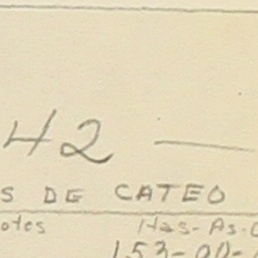 42 —
S DE CATEO
otes Has-As-C
153-00-